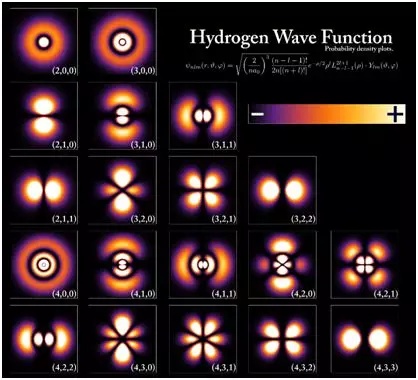 Hydrogen Wave Function
Probability density plots.
(2,0,0) (3,0,0)
− +
(2,1,0) (3,1,0) (3,1,1)
(2,1,1) (3,2,0) (3,2,1) (3,2,2)
(4,0,0) (4,1,0) (4,1,1) (4,2,0) (4,2,1)
(4,2,2) (4,3,0) (4,3,1) (4,3,2) (4,3,3)